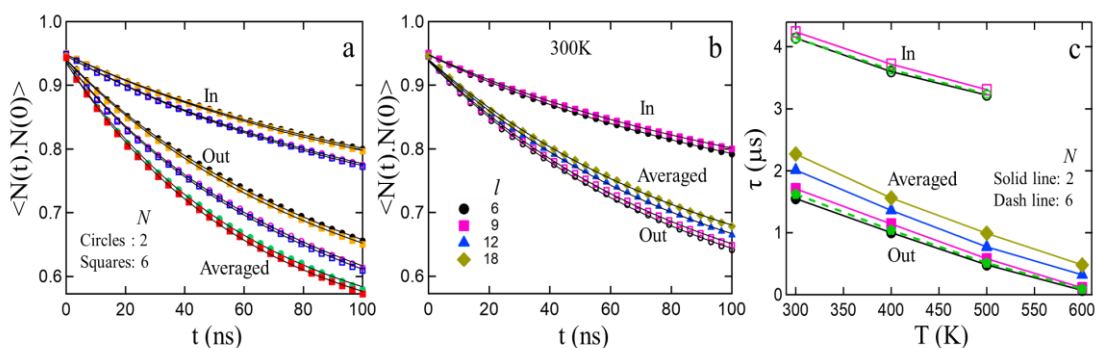 a
1.0
0.9
0.8
0.7
0.6
<N(t).N(0)>
In
Out
Averaged
N
Circles : 2
Squares: 6
0 20 40 60 80 100
t (ns)
b
300K
1.0
0.9
0.8
0.7
0.6
<N(t).N(0)>
In
Averaged
Out
l
6
9
12
18
0 20 40 60 80 100
t (ns)
c
4
3
2
1
0
τ (μs)
In
Averaged
Out
N
Solid line: 2
Dash line: 6
300 350 400 450 500 550 600
T (K)